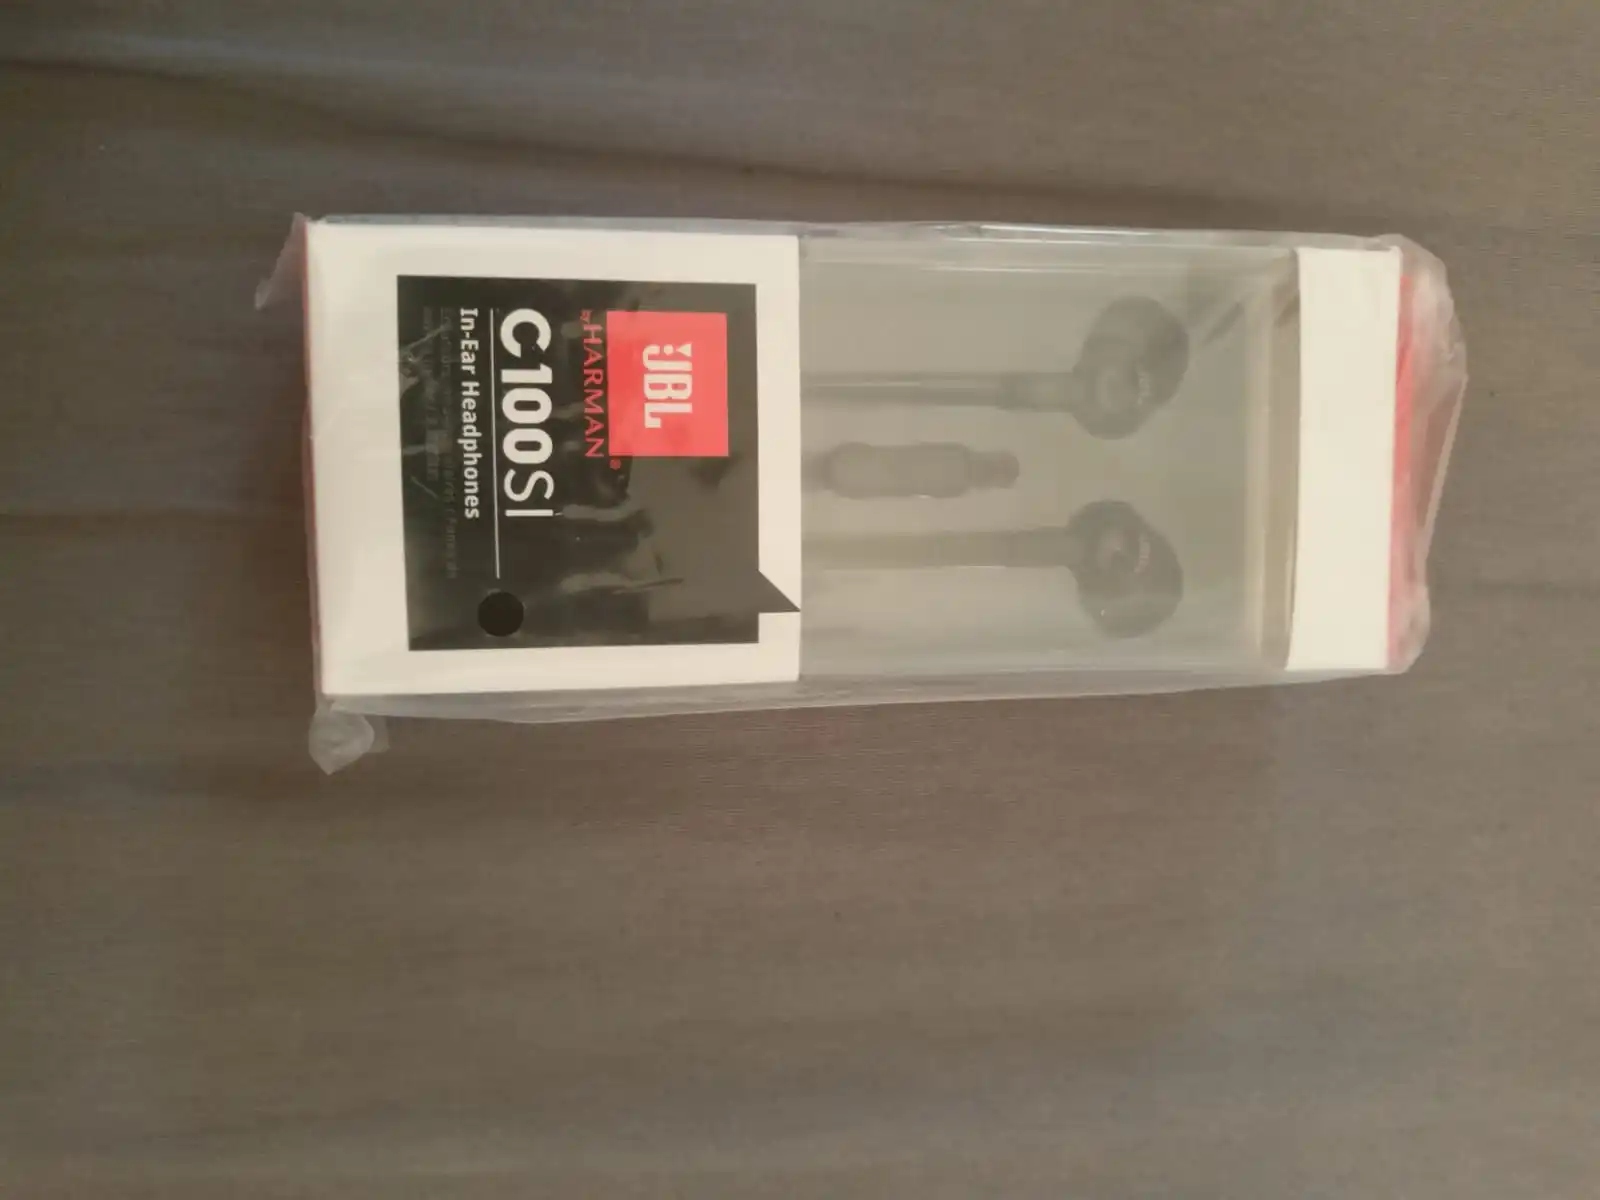 JBL
by HARMAN
C100SI
In-Ear Headphones